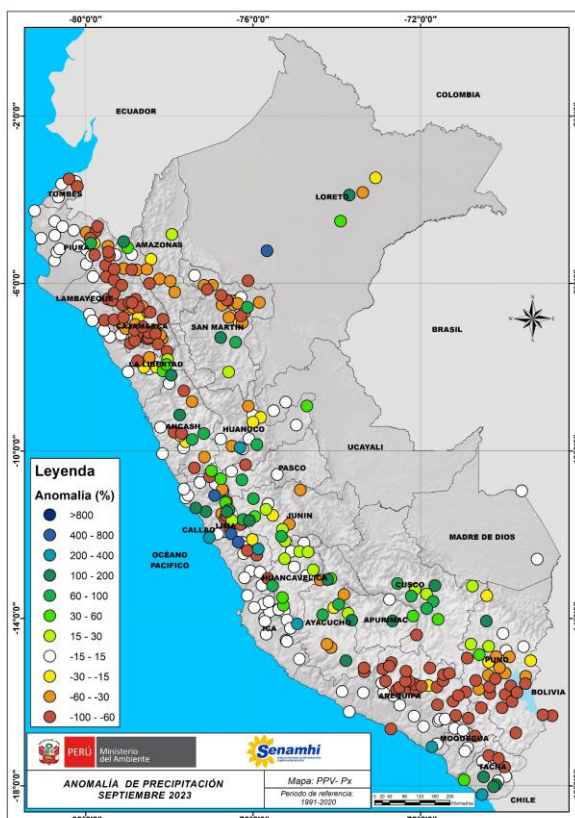 -80°0'0"
-76°0'0"
-72°0'0"
-2°0'0"
-6°0'0"
-10°0'0"
-14°0'0"
-18°0'0"
ECUADOR
COLOMBIA
TUMBES
LORETO
PIURA
AMAZONAS
LAMBAYEQUE
CAJAMARCA
SAN MARTIN
BRASIL
LA LIBERTAD
ANCASH
HUANUCO
UCAYALI
PASCO
JUNIN
MADRE DE DIOS
CALLAO
LIMA
OCÉANO
PACIFICO
HUANCAVELICA
CUSCO
ICA
AYACUCHO
APURIMAC
PUNO
AREQUIPA
BOLIVIA
MOQUEGUA
TACNA
CHILE
Leyenda
Anomalía (%)
>800
400 - 800
200 - 400
100 - 200
60 - 100
30 - 60
15 - 30
-15 - 15
-30 - -15
-60 - -30
-100 - -60
PERÚ
Ministerio
del Ambiente
Senamhi
ANOMALÍA DE PRECIPITACIÓN
SEPTIEMBRE 2023
Mapa: PPV- Px
Periodo de referencia:
1991-2020